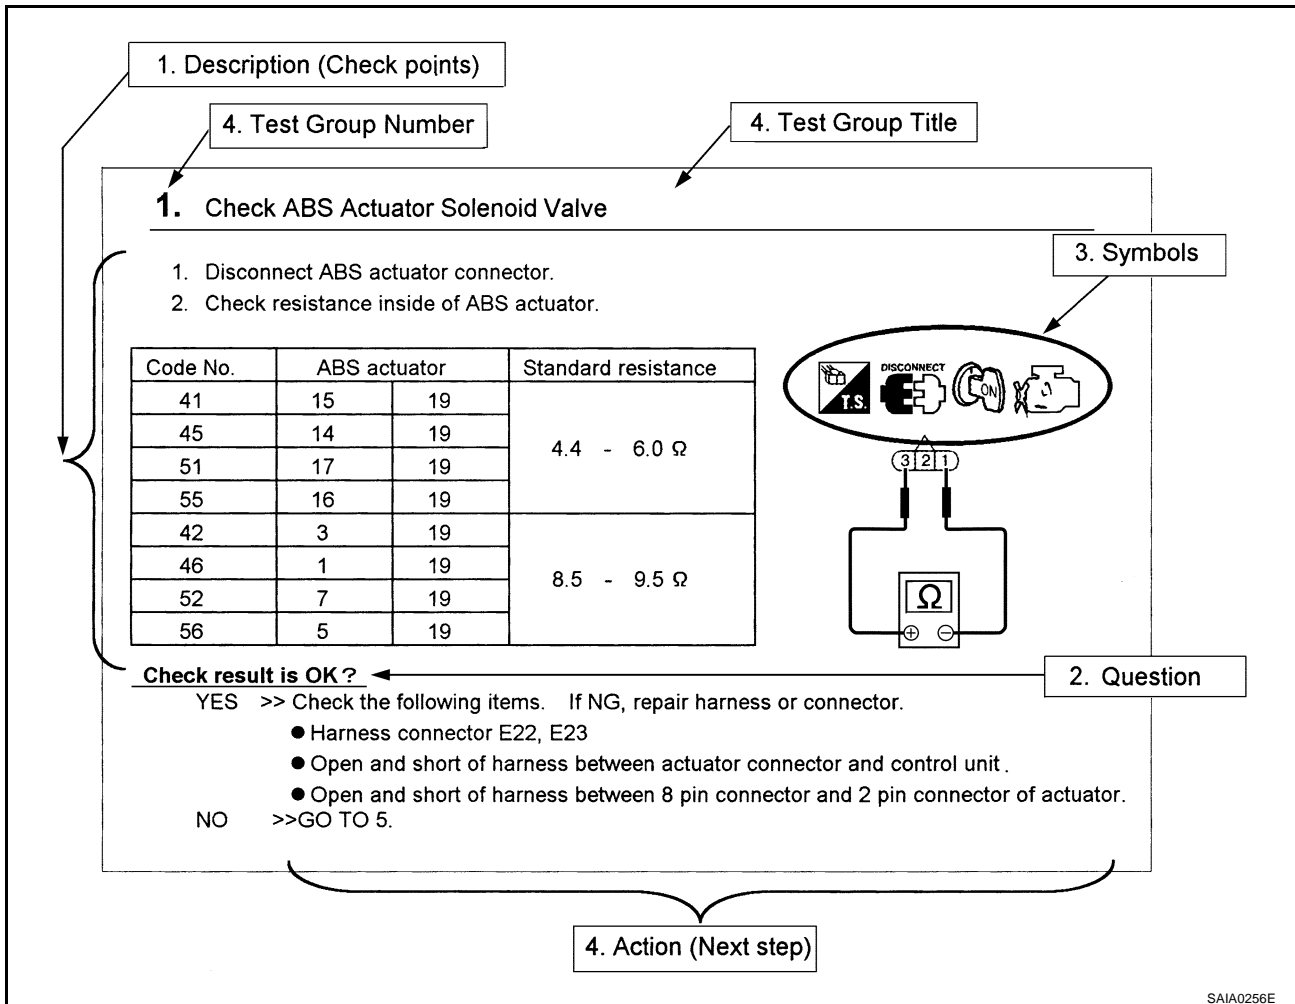 1. Description (Check points)
4. Test Group Number
4. Test Group Title
1. Check ABS Actuator Solenoid Valve
3. Symbols
1. Disconnect ABS actuator connector.
2. Check resistance inside of ABS actuator.
Code No. ABS actuator Standard resistance
41 15 19
45 14 19
51 17 19
55 16 19
4.4 - 6.0 Ω
42 3 19
46 1 19
52 7 19
56 5 19
8.5 - 9.5 Ω
DISCONNECT
T.S.
ON
3 2 1
Ω
+ −
Check result is OK?
2. Question
YES >> Check the following items. If NG, repair harness or connector.
● Harness connector E22, E23
● Open and short of harness between actuator connector and control unit.
● Open and short of harness between 8 pin connector and 2 pin connector of actuator.
NO >>GO TO 5.
4. Action (Next step)
SAIA0256E